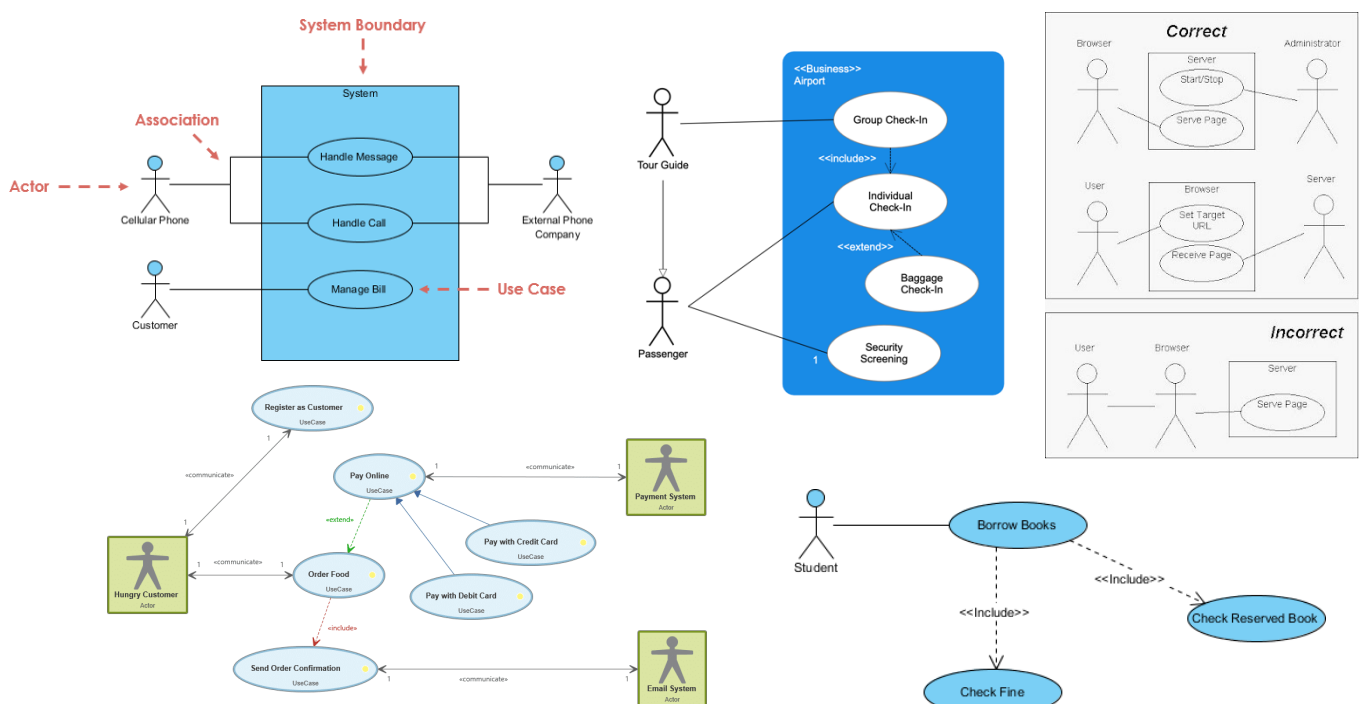 System Boundary
System
Association
Handle Message
Actor
Cellular Phone
Handle Call
External Phone
Company
Manage Bill
Use Case
Customer
<<Business>>
Airport
Group Check-In
Tour Guide
<<include>>
Individual
Check-In
<<extend>>
Baggage
Check-In
Passenger
Security
Screening
1
Correct
Browser
Administrator
Server
Start/Stop
Serve Page
User
Server
Browser
Set Target
URL
Receive Page
Incorrect
User
Browser
Server
Serve Page
Register as Customer
UseCase
1
«communicate»
1
Pay Online
UseCase
1
«communicate»
1
Payment System
Actor
«extend»
Pay with Credit Card
UseCase
Hungry Customer
Actor
1
«communicate»
1
Order Food
UseCase
Pay with Debit Card
UseCase
«include»
Send Order Confirmation
UseCase
1
«communicate»
1
Email System
Actor
Student
Borrow Books
<<Include>>
<<Include>>
Check Reserved Book
Check Fine